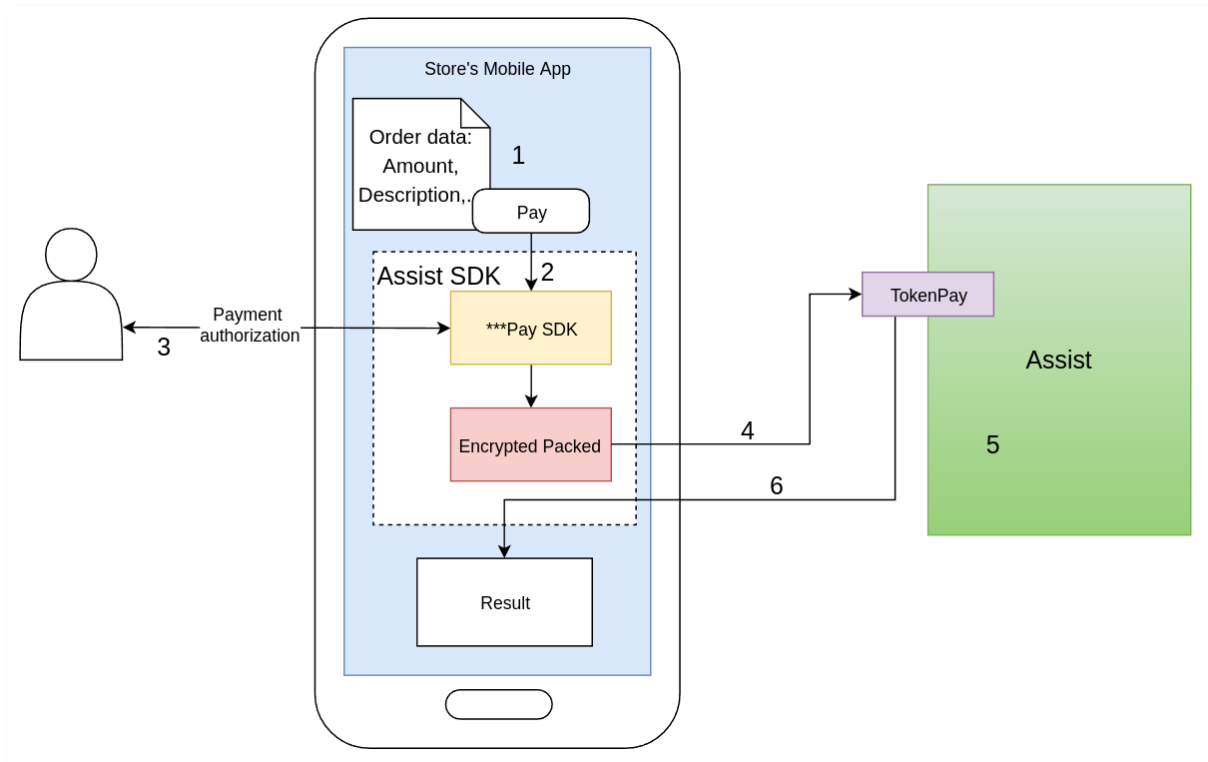 Store's Mobile App
Order data:
Amount,
Description,..
1
Pay
Assist SDK
2
***Pay SDK
Payment
authorization
3
Encrypted Packed
4
TokenPay
Assist
5
6
Result